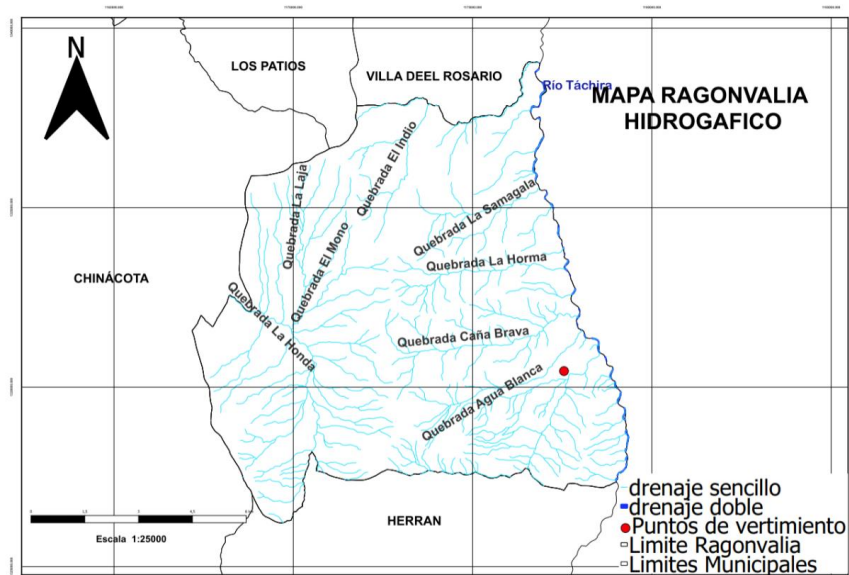 N
LOS PATIOS
VILLA DEEL ROSARIO
Río Táchira
MAPA RAGONVALIA
HIDROGAFICO
CHINÁCOTA
Quebrada La Laja
Quebrada El Indio
Quebrada El Mono
Quebrada La Samagala
Quebrada La Horma
Quebrada La Honda
Quebrada Caña Brava
Quebrada Agua Blanca
HERRAN
Escala 1:25000
drenaje sencillo
drenaje doble
Puntos de vertimiento
Limite Ragonvalia
Limites Municipales